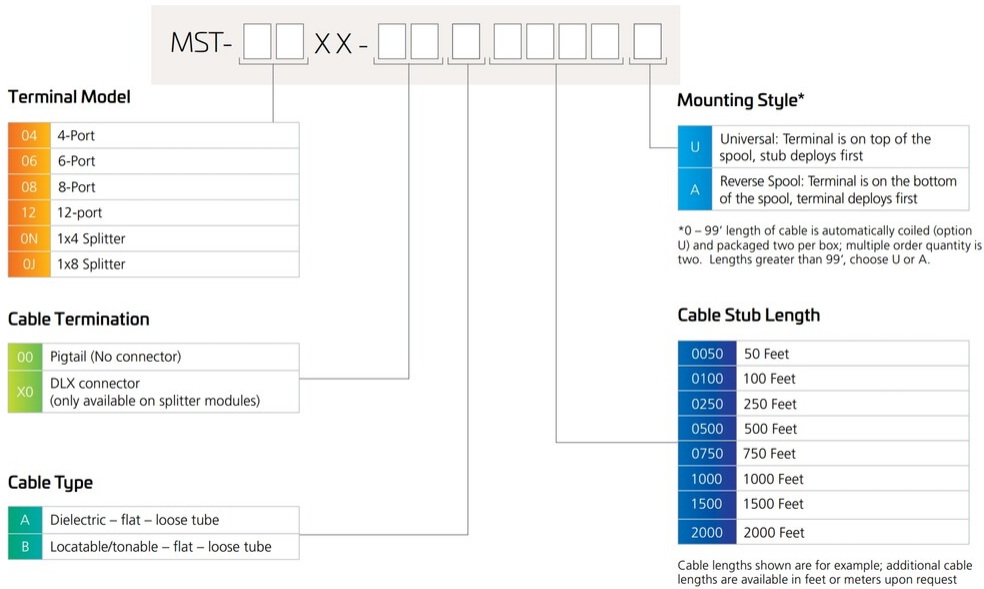 MST- XX-
Terminal Model
04 4-Port
06 6-Port
08 8-Port
12 12-port
0N 1x4 Splitter
0J 1x8 Splitter
Cable Termination
00 Pigtail (No connector)
X0 DLX connector
(only available on splitter modules)
Cable Type
A Dielectric – flat – loose tube
B Locatable/tonable – flat – loose tube
Mounting Style*
U Universal: Terminal is on top of the
spool, stub deploys first
A Reverse Spool: Terminal is on the bottom
of the spool, terminal deploys first
*0 – 99’ length of cable is automatically coiled (option
U) and packaged two per box; multiple order quantity is
two. Lengths greater than 99’, choose U or A.
Cable Stub Length
0050 50 Feet
0100 100 Feet
0250 250 Feet
0500 500 Feet
0750 750 Feet
1000 1000 Feet
1500 1500 Feet
2000 2000 Feet
Cable lengths shown are for example; additional cable
lengths are available in feet or meters upon request